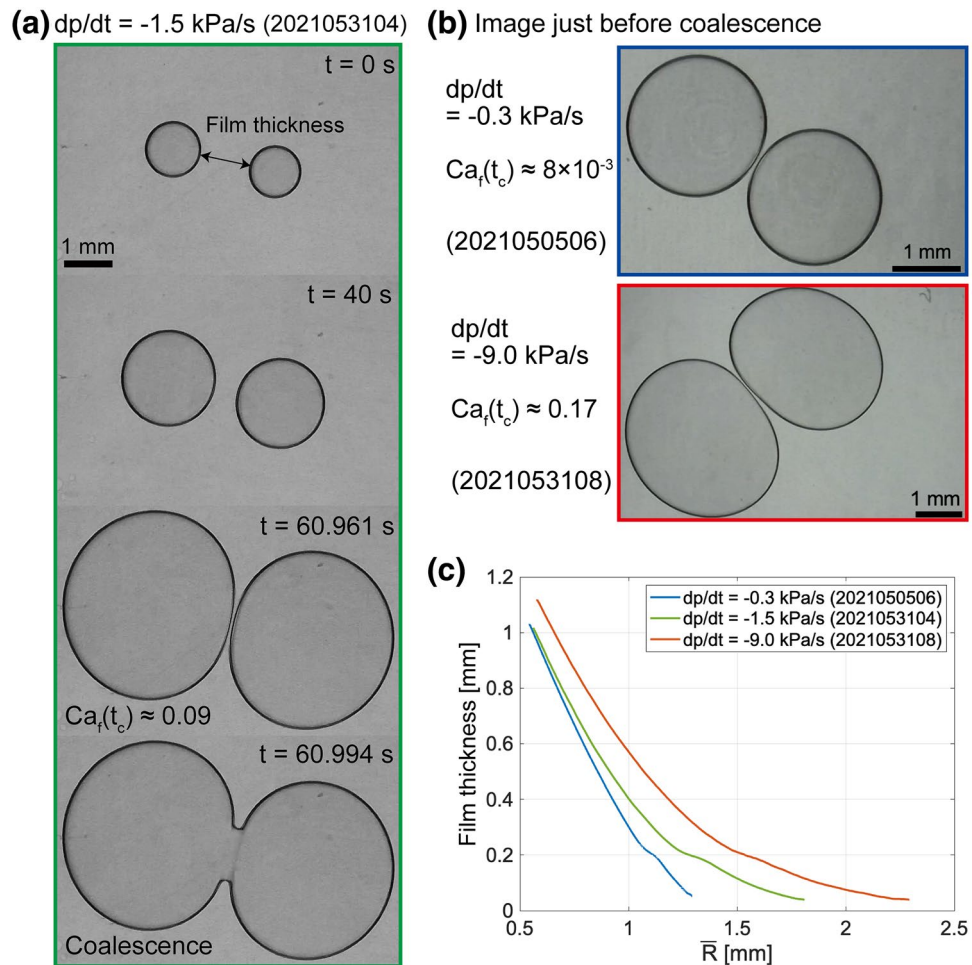 (a) dp/dt = -1.5 kPa/s (2021053104)
t = 0 s
Film thickness
1 mm
t = 40 s
t = 60.961 s
Ca_f(t_c) ≈ 0.09
t = 60.994 s
Coalescence
(b) Image just before coalescence
dp/dt
= -0.3 kPa/s
Ca_f(t_c) ≈ 8×10⁻³
(2021050506)
1 mm
dp/dt
= -9.0 kPa/s
Ca_f(t_c) ≈ 0.17
(2021053108)
1 mm
(c)
1.2
1
0.8
0.6
0.4
0.2
0
Film thickness [mm]
dp/dt = -0.3 kPa/s (2021050506)
dp/dt = -1.5 kPa/s (2021053104)
dp/dt = -9.0 kPa/s (2021053108)
0.5 1 1.5 2 2.5
R̅ [mm]